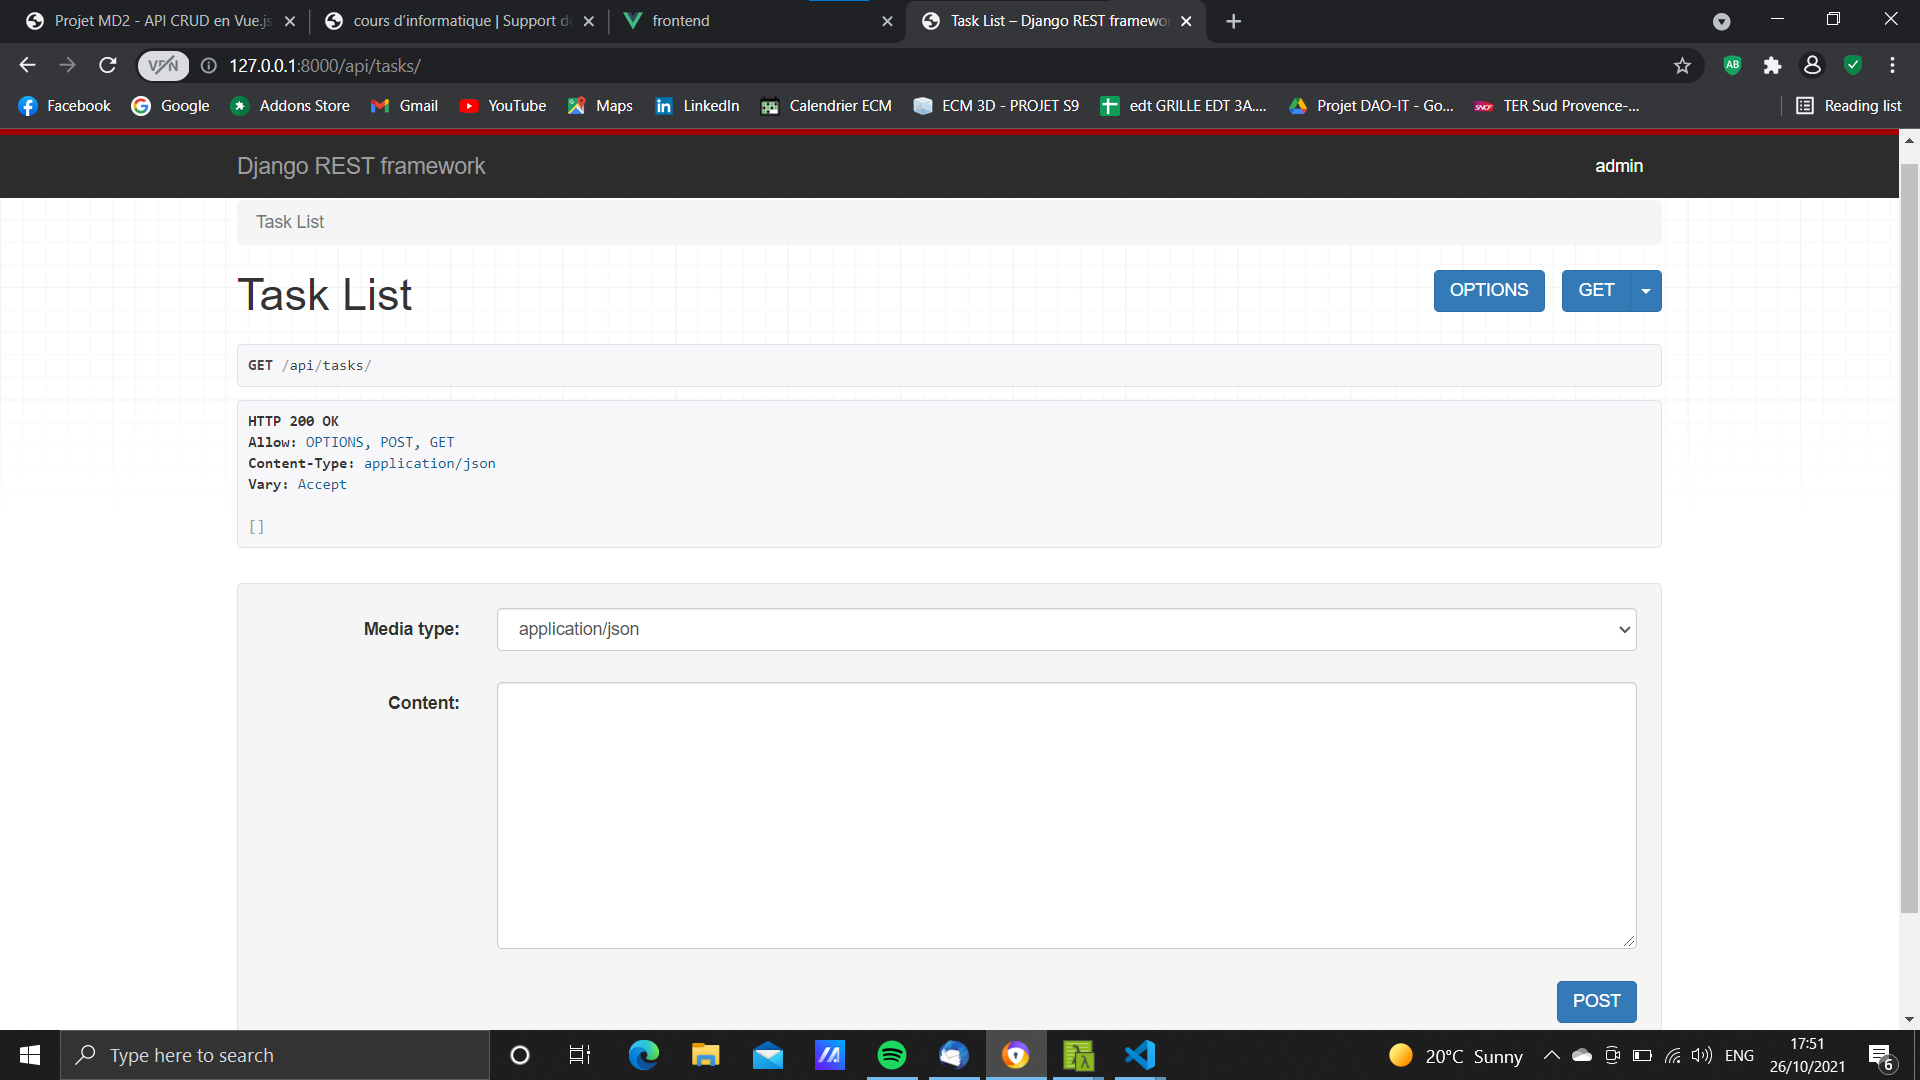 Projet MD2 - API CRUD en Vue.js
cours d'informatique | Support de
frontend
Task List – Django REST framewor
VPN
127.0.0.1:8000/api/tasks/
AB
Facebook
Google
Addons Store
Gmail
YouTube
Maps
LinkedIn
Calendrier ECM
ECM 3D - PROJET S9
edt GRILLE EDT 3A....
Projet DAO-IT - Go...
TER Sud Provence-...
Reading list
Django REST framework
admin
Task List
Task List
OPTIONS
GET
GET /api/tasks/
HTTP 200 OK
Allow: OPTIONS, POST, GET
Content-Type: application/json
Vary: Accept
[]
Media type:
application/json
Content:
POST
Type here to search
20°C Sunny
ENG
17:51
26/10/2021
6